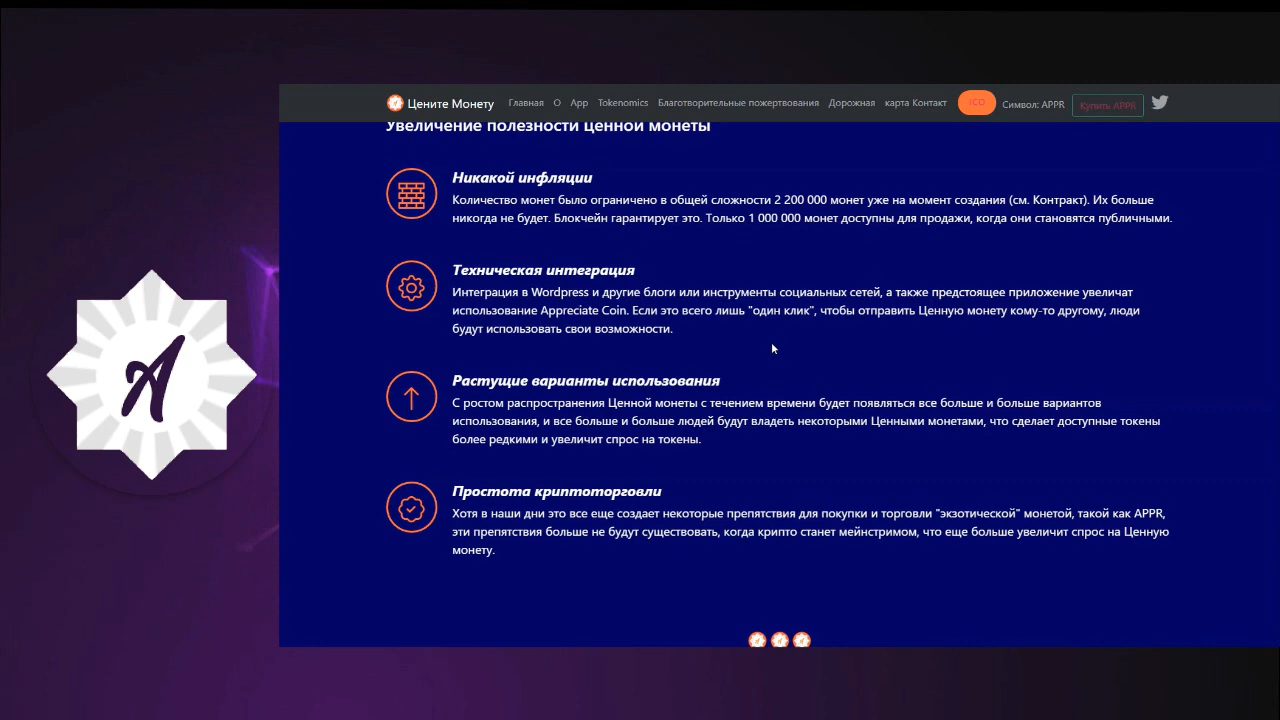 Цените Монету Главная О App Tokenomics Благотворительные пожертвования Дорожная карта Контакт ICO Символ: APPR Купить APPR
Увеличение полезности ценной монеты
Никакой инфляции
Количество монет было ограничено в общей сложности 2 200 000 монет уже на момент создания (см. Контракт). Их больше
никогда не будет. Блокчейн гарантирует это. Только 1 000 000 монет доступны для продажи, когда они становятся публичными.
Техническая интеграция
Интеграция в Wordpress и другие блоги или инструменты социальных сетей, а также предстоящее приложение увеличат
использование Appreciate Coin. Если это всего лишь "один клик", чтобы отправить Ценную монету кому-то другому, люди
будут использовать свои возможности.
Растущие варианты использования
С ростом распространения Ценной монеты с течением времени будет появляться все больше и больше вариантов
использования, и все больше и больше людей будут владеть некоторыми Ценными монетами, что сделает доступные токены
более редкими и увеличит спрос на токены.
Простота криптоторговли
Хотя в наши дни это все еще создает некоторые препятствия для покупки и торговли "экзотической" монетой, такой как APPR,
эти препятствия больше не будут существовать, когда крипто станет мейнстримом, что еще больше увеличит спрос на Ценную
монету.
A